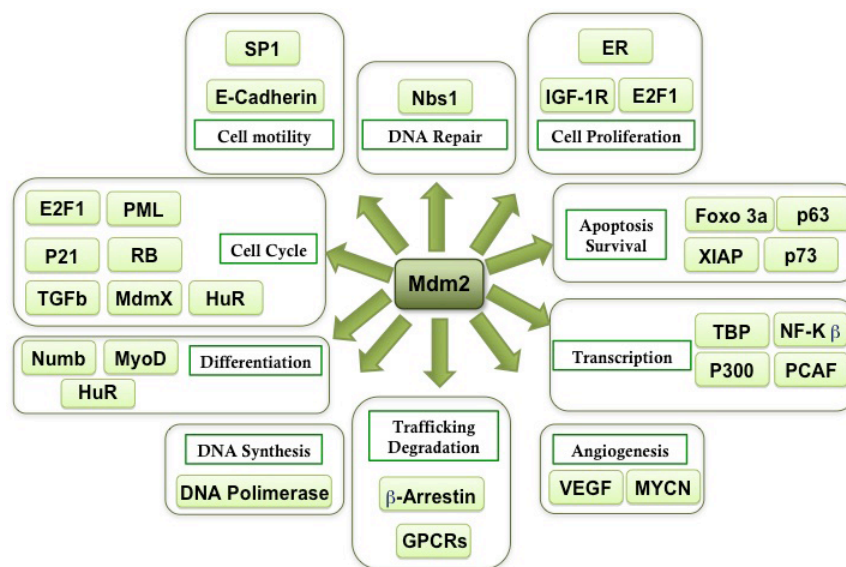 SP1
E-Cadherin
Cell motility
Nbs1
DNA Repair
ER
IGF-1R
E2F1
Cell Proliferation
E2F1
PML
P21
RB
Cell Cycle
TGFb
MdmX
HuR
Mdm2
Apoptosis
Survival
Foxo 3a
p63
XIAP
p73
Numb
MyoD
HuR
Differentiation
Transcription
TBP
NF-K β
P300
PCAF
DNA Synthesis
DNA Polimerase
Trafficking
Degradation
β-Arrestin
GPCRs
Angiogenesis
VEGF
MYCN